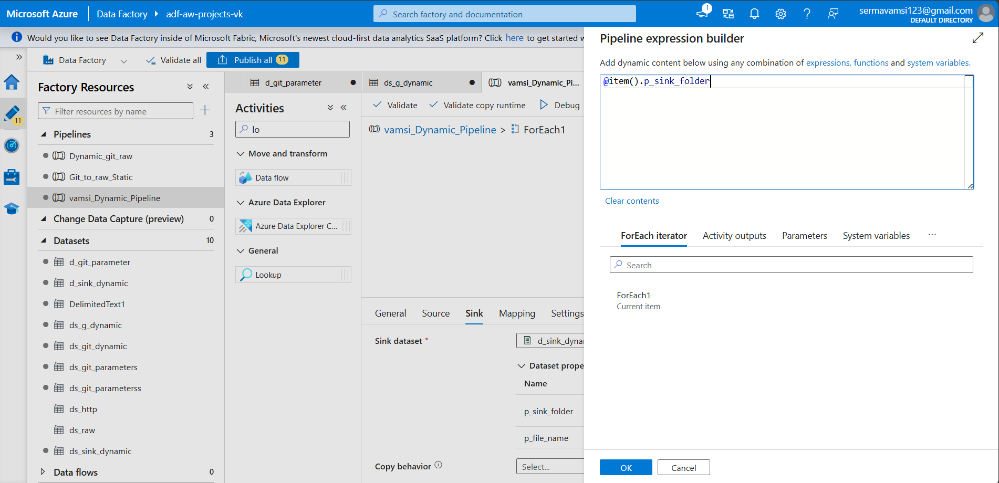 Microsoft Azure
Data Factory
adf-aw-projects-vk
Search factory and documentation
1
sermavamsi123@gmail.com
DEFAULT DIRECTORY
Would you like to see Data Factory inside of Microsoft Fabric, Microsoft's newest cloud-first data analytics SaaS platform? Click here to get started w
Data Factory
Validate all
Publish all 11
11
Factory Resources
Filter resources by name
Pipelines 3
Dynamic_git_raw
Git_to_raw_Static
vamsi_Dynamic_Pipeline
Change Data Capture (preview) 0
Datasets 10
d_git_parameter
d_sink_dynamic
DelimitedText1
ds_g_dynamic
ds_git_dynamic
ds_git_parameters
ds_git_parameterss
ds_http
ds_raw
ds_sink_dynamic
Data flows 0
d_git_parameter
ds_g_dynamic
vamsi_Dynamic_Pi...
Activities
lo
Move and transform
Data flow
Azure Data Explorer
Azure Data Explorer C...
General
Lookup
Validate
Validate copy runtime
Debug
vamsi_Dynamic_Pipeline > ForEach1
General
Source
Sink
Mapping
Settings
Sink dataset *
d_sink_dynar
Dataset prope
Name
p_sink_folder
p_file_name
Copy behavior
Select...
Pipeline expression builder
Add dynamic content below using any combination of expressions, functions and system variables.
@item().p_sink_folder
Clear contents
ForEach iterator
Activity outputs
Parameters
System variables
...
Search
ForEach1
Current item
OK
Cancel